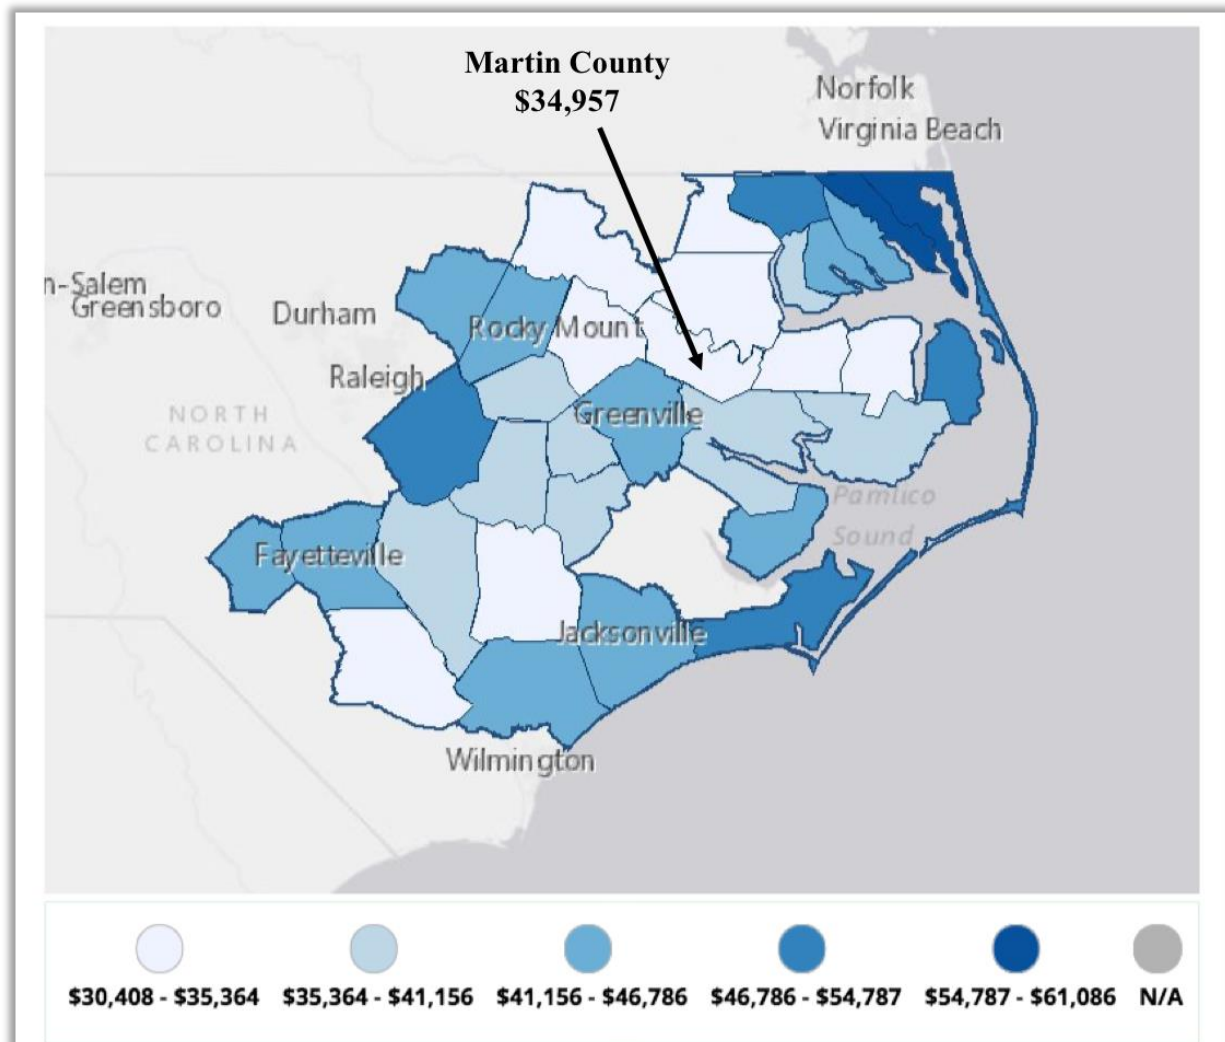 Martin County
$34,957
Norfolk
Virginia Beach
n-Salem
Greensboro
Durham
Rocky Mount
Raleigh
NORTH
CAROLINA
Greenville
Pamlico
Sound
Fayetteville
Jacksonville
Wilmington
$30,408 - $35,364
$35,364 - $41,156
$41,156 - $46,786
$46,786 - $54,787
$54,787 - $61,086
N/A